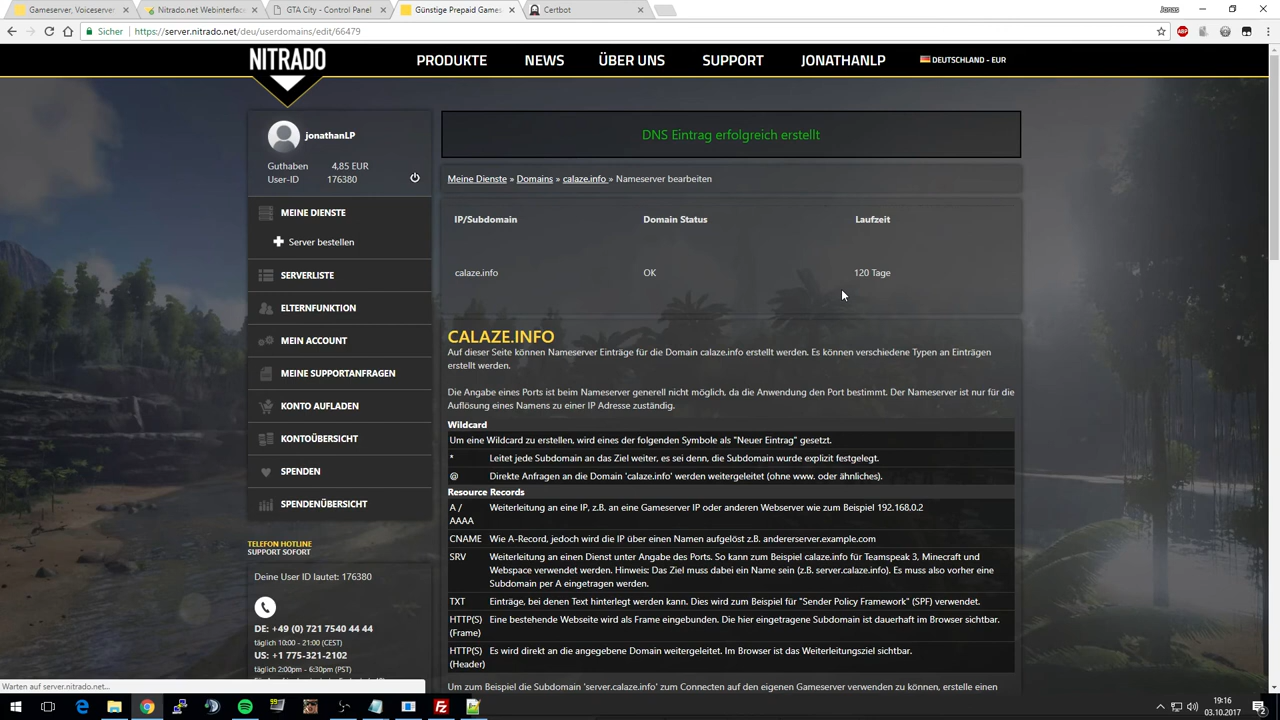 Gameserver, Voiceserver
Nitrado.net Webinterface
GTA City - Control Panel
Günstige Prepaid Games
Certbot
Jonas
Sicher
https://server.nitrado.net/deu/userdomains/edit/66479
NITRADO
PRODUKTE
NEWS
ÜBER UNS
SUPPORT
JONATHANLP
DEUTSCHLAND - EUR
jonathanLP
Guthaben 4,85 EUR
User-ID 176380
MEINE DIENSTE
Server bestellen
SERVERLISTE
ELTERNFUNKTION
MEIN ACCOUNT
MEINE SUPPORTANFRAGEN
KONTO AUFLADEN
KONTOÜBERSICHT
SPENDEN
SPENDENÜBERSICHT
TELEFON HOTLINE
SUPPORT SOFORT
Deine User ID lautet: 176380
DE: +49 (0) 721 7540 44 44
täglich 10:00 - 21:00 (CEST)
US: +1 775-321-2102
täglich 2:00pm - 6:30pm (PST)
DNS Eintrag erfolgreich erstellt
Meine Dienste » Domains » calaze.info » Nameserver bearbeiten
IP/Subdomain Domain Status Laufzeit
calaze.info OK 120 Tage
CALAZE.INFO
Auf dieser Seite können Nameserver Einträge für die Domain calaze.info erstellt werden. Es können verschiedene Typen an Einträgen
erstellt werden.
Die Angabe eines Ports ist beim Nameserver generell nicht möglich, da die Anwendung den Port bestimmt. Der Nameserver ist nur für die
Auflösung eines Namens zu einer IP Adresse zuständig.
Wildcard
Um eine Wildcard zu erstellen, wird eines der folgenden Symbole als "Neuer Eintrag" gesetzt.
* Leitet jede Subdomain an das Ziel weiter, es sei denn, die Subdomain wurde explizit festgelegt.
@ Direkte Anfragen an die Domain 'calaze.info' werden weitergeleitet (ohne www. oder ähnliches).
Resource Records
A / Weiterleitung an eine IP, z.B. an eine Gameserver IP oder anderen Webserver wie zum Beispiel 192.168.0.2
AAAA
CNAME Wie A-Record, jedoch wird die IP über einen Namen aufgelöst z.B. andererserver.example.com
SRV Weiterleitung an einen Dienst unter Angabe des Ports. So kann zum Beispiel calaze.info für Teamspeak 3, Minecraft und
Webspace verwendet werden. Hinweis: Das Ziel muss dabei ein Name sein (z.B. server.calaze.info). Es muss also vorher eine
Subdomain per A eingetragen werden.
TXT Einträge, bei denen Text hinterlegt werden kann. Dies wird zum Beispiel für "Sender Policy Framework" (SPF) verwendet.
HTTP(S) Eine bestehende Webseite wird als Frame eingebunden. Die hier eingetragene Subdomain ist dauerhaft im Browser sichtbar.
(Frame)
HTTP(S) Es wird direkt an die angegebene Domain weitergeleitet. Im Browser ist das Weiterleitungsziel sichtbar.
(Header)
Um zum Beispiel die Subdomain 'server.calaze.info' zum Connecten auf den eigenen Gameserver verwenden zu können, erstelle einen
Warten auf server.nitrado.net...
19:16
03.10.2017